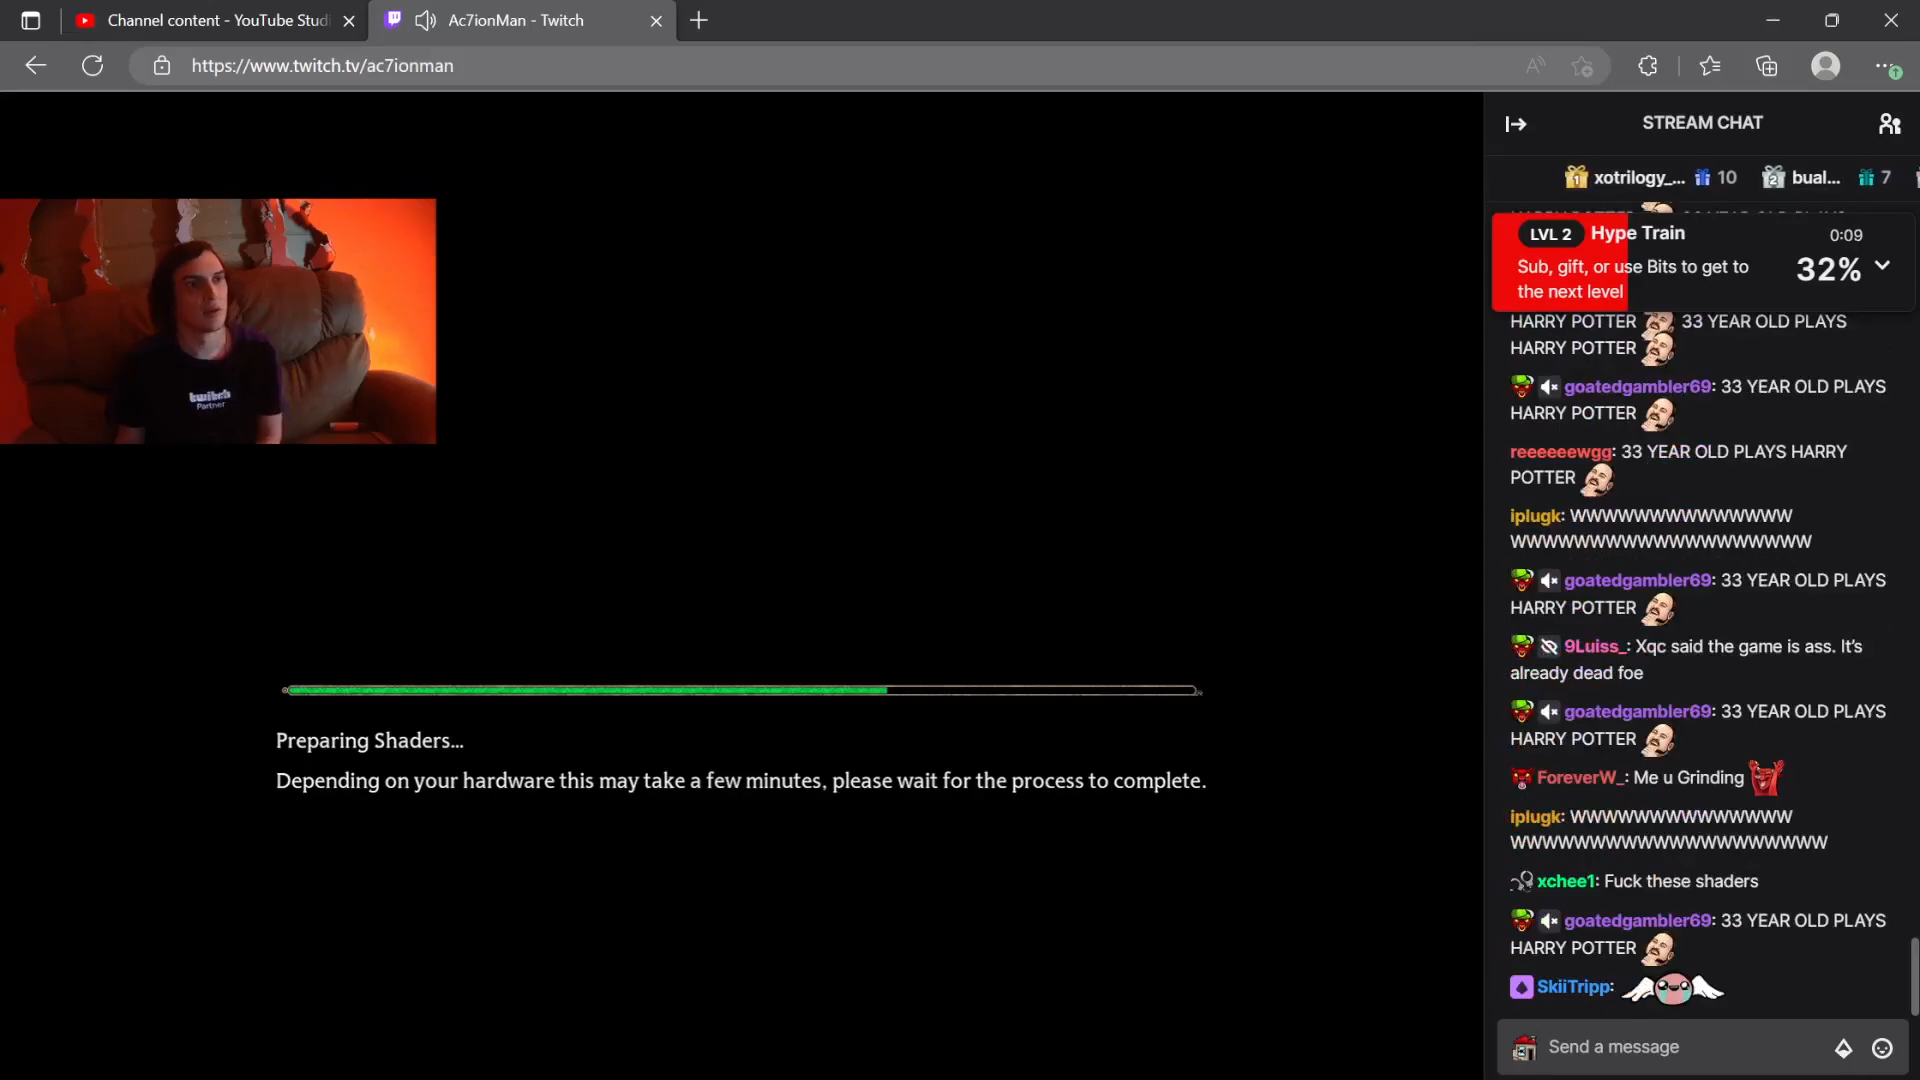 Channel content - YouTube Studi
Ac7ionMan - Twitch
https://www.twitch.tv/ac7ionman
STREAM CHAT
xotrilogy_... 10 bual... 7
LVL 2 Hype Train 0:09
Sub, gift, or use Bits to get to
the next level
32%
HARRY POTTER 33 YEAR OLD PLAYS
HARRY POTTER
goatedgambler69: 33 YEAR OLD PLAYS
HARRY POTTER
reeeeeewgg: 33 YEAR OLD PLAYS HARRY
POTTER
iplugk: WWWWWWWWWWWWWW
WWWWWWWWWWWWWWWWWWW
goatedgambler69: 33 YEAR OLD PLAYS
HARRY POTTER
9Luiss_: Xqc said the game is ass. It's
already dead foe
goatedgambler69: 33 YEAR OLD PLAYS
HARRY POTTER
ForeverW_: Me u Grinding
iplugk: WWWWWWWWWWWWWW
WWWWWWWWWWWWWWWWWWWW
xchee1: Fuck these shaders
goatedgambler69: 33 YEAR OLD PLAYS
HARRY POTTER
SkiiTripp:
Send a message
twitch
Partner
Preparing Shaders...
Depending on your hardware this may take a few minutes, please wait for the process to complete.